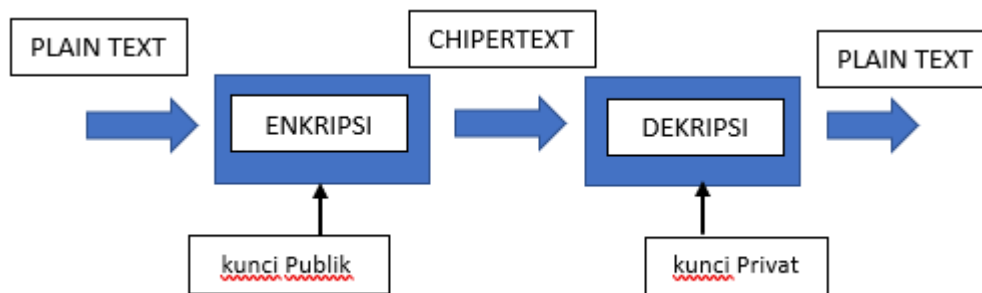 PLAIN TEXT
CHIPERTEXT
PLAIN TEXT
ENKRIPSI
DEKRIPSI
kunci Publik
kunci Privat